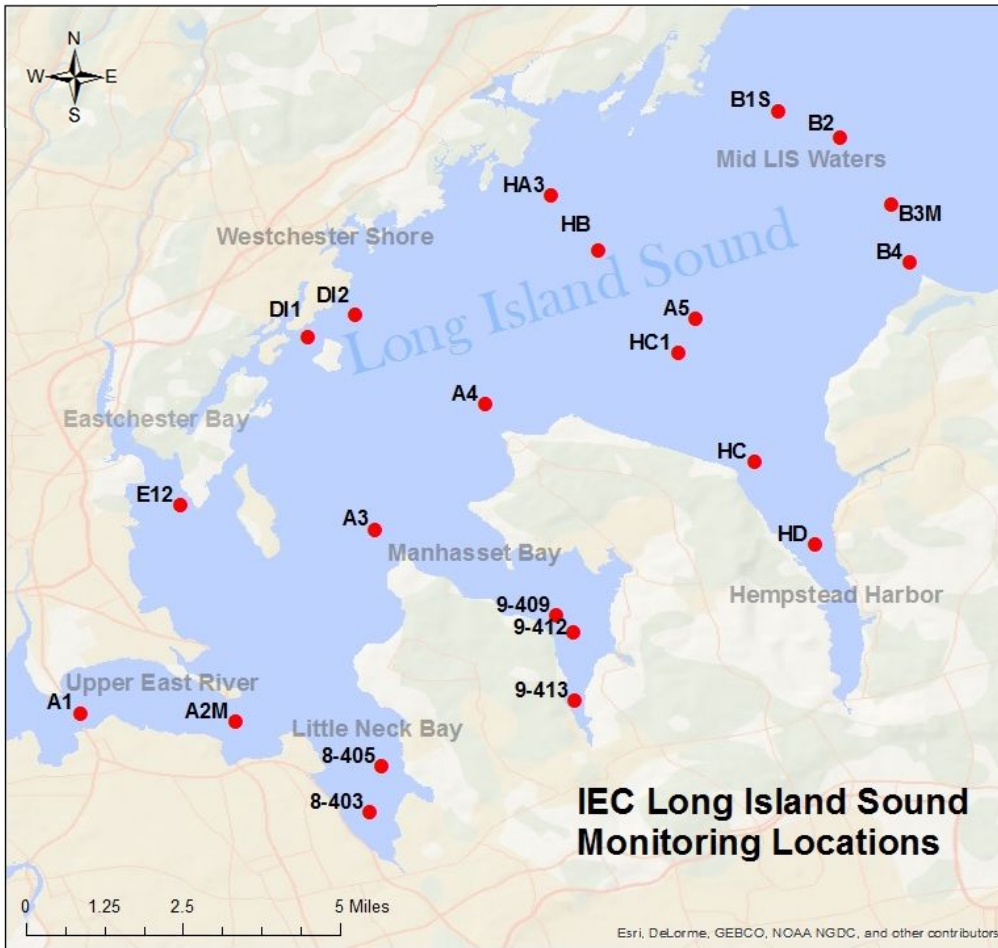 N
W E
S
B1S
B2
Mid LIS Waters
HA3
B3M
Westchester Shore
HB
B4
Long Island Sound
DI2
DI1
A5
HC1
A4
Eastchester Bay
HC
E12
A3
Manhasset Bay
HD
Hempstead Harbor
9-409
9-412
Upper East River
9-413
A1
A2M
Little Neck Bay
8-405
8-403
IEC Long Island Sound
Monitoring Locations
0 1.25 2.5 5 Miles
Esri, DeLorme, GEBCO, NOAA NGDC, and other contributors